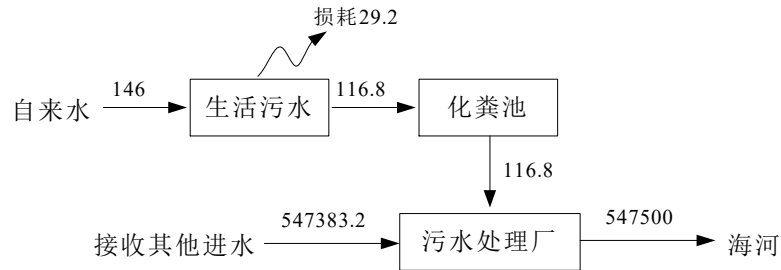 损耗29.2
146
116.8
自来水
生活污水
化粪池
116.8
547383.2
547500
接收其他进水
污水处理厂
海河